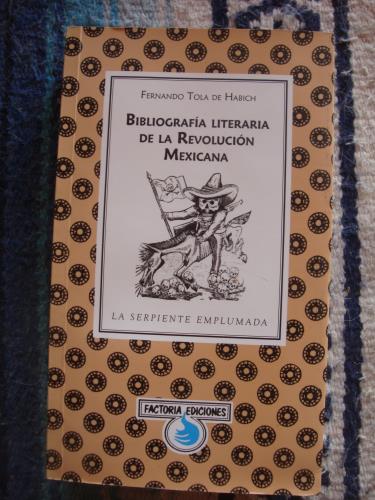 Fernando Tola de Habich
Bibliografía literaria
de la Revolución
Mexicana
LA SERPIENTE EMPLUMADA
FACTORIA EDICIONES